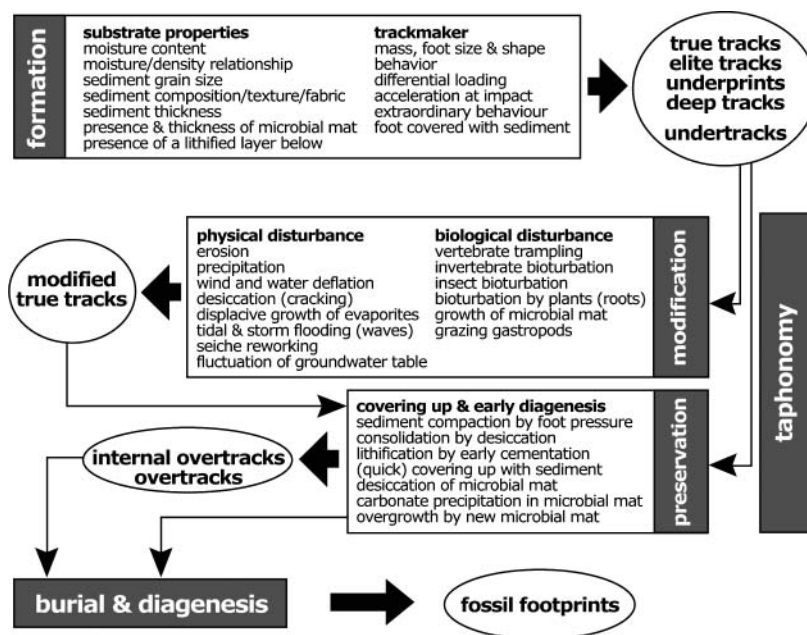 formation
substrate properties
moisture content
moisture/density relationship
sediment grain size
sediment composition/texture/fabric
sediment thickness
presence & thickness of microbial mat
presence of a lithified layer below
trackmaker
mass, foot size & shape
behavior
differential loading
acceleration at impact
extraordinary behaviour
foot covered with sediment
true tracks
elite tracks
underprints
deep tracks
undertracks
modified
true tracks
physical disturbance
erosion
precipitation
wind and water deflation
desiccation (cracking)
displacive growth of evaporites
tidal & storm flooding (waves)
seiche reworking
fluctuation of groundwater table
biological disturbance
vertebrate trampling
invertebrate bioturbation
insect bioturbation
bioturbation by plants (roots)
growth of microbial mat
grazing gastropods
modification
taphonomy
internal overtracks
overtracks
covering up & early diagenesis
sediment compaction by foot pressure
consolidation by desiccation
lithification by early cementation
(quick) covering up with sediment
desiccation of microbial mat
carbonate precipitation in microbial mat
overgrowth by new microbial mat
preservation
burial & diagenesis
fossil footprints